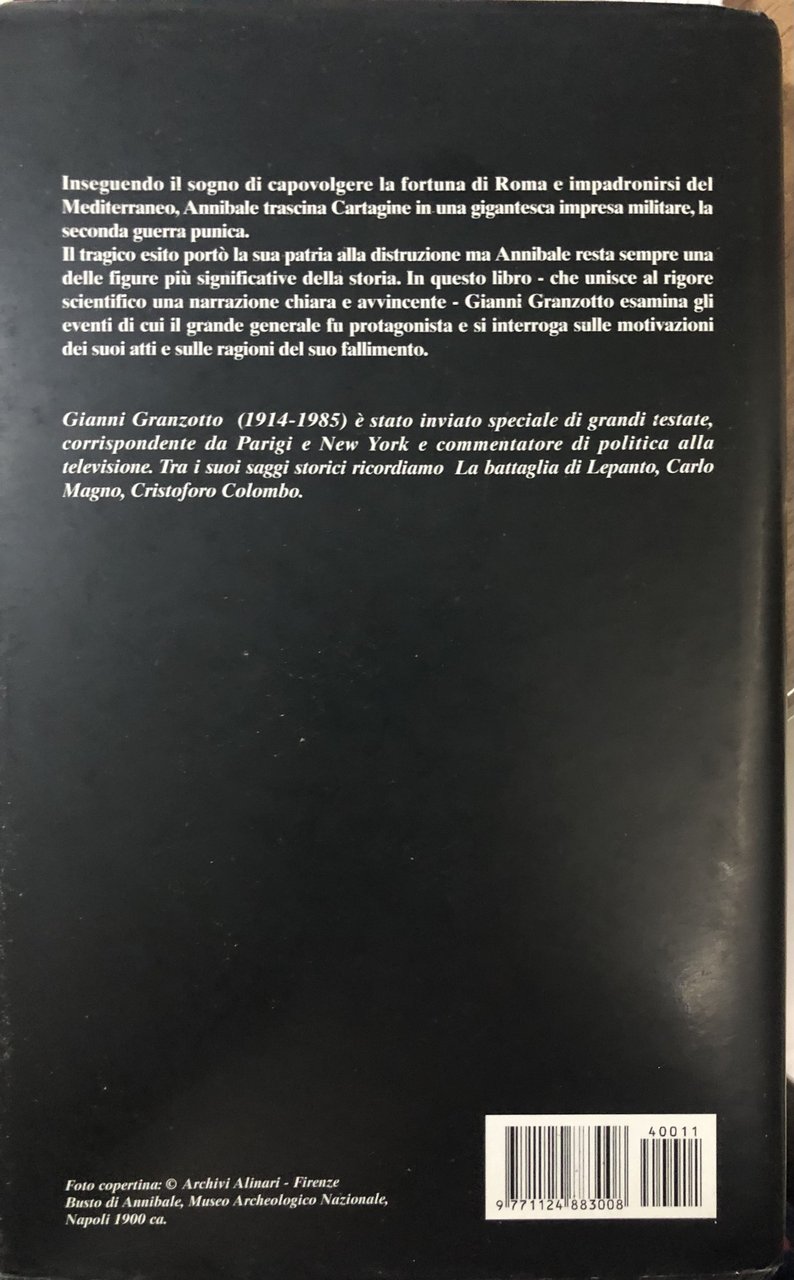 Inseguendo il sogno di capovolgere la fortuna di Roma e impadronirsi del
Mediterraneo, Annibale trascina Cartagine in una gigantesca impresa militare, la
seconda guerra punica.
Il tragico esito portò la sua patria alla distruzione ma Annibale resta sempre una
delle figure più significative della storia. In questo libro - che unisce al rigore
scientifico una narrazione chiara e avvincente - Gianni Granzotto esamina gli
eventi di cui il grande generale fu protagonista e si interroga sulle motivazioni
dei suoi atti e sulle ragioni del suo fallimento.
Gianni Granzotto (1914-1985) è stato inviato speciale di grandi testate,
corrispondente da Parigi e New York e commentatore di politica alla
televisione. Tra i suoi saggi storici ricordiamo La battaglia di Lepanto, Carlo
Magno, Cristoforo Colombo.
Foto copertina: © Archivi Alinari - Firenze
Busto di Annibale, Museo Archeologico Nazionale,
Napoli 1900 ca.
40011
9 771124 883008